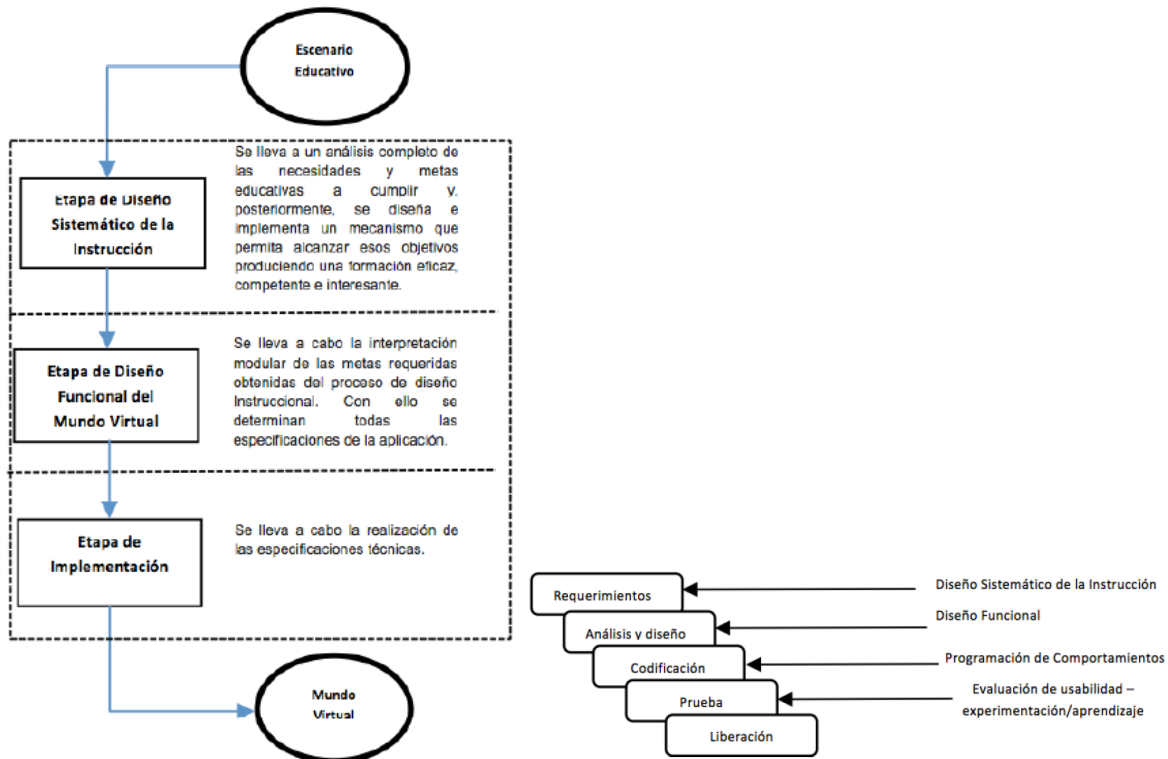 Escenario
Educativo
Etapa de Diseño
Sistemático de la
Instrucción
Se lleva a un análisis completo de
las necesidades y metas
educativas a cumplir y,
posteriormente, se diseña e
implementa un mecanismo que
permita alcanzar esos objetivos
produciendo una formación eficaz,
competente e interesante.
Etapa de Diseño
Funcional del
Mundo Virtual
Se lleva a cabo la interpretación
modular de las metas requeridas
obtenidas del proceso de diseño
Instruccional. Con ello se
determinan todas las
especificaciones de la aplicación.
Etapa de
Implementación
Se lleva a cabo la realización de
las especificaciones técnicas.
Mundo
Virtual
Requerimientos
Diseño Sistemático de la Instrucción
Análisis y diseño
Diseño Funcional
Codificación
Programación de Comportamientos
Prueba
Evaluación de usabilidad –
experimentación/aprendizaje
Liberación